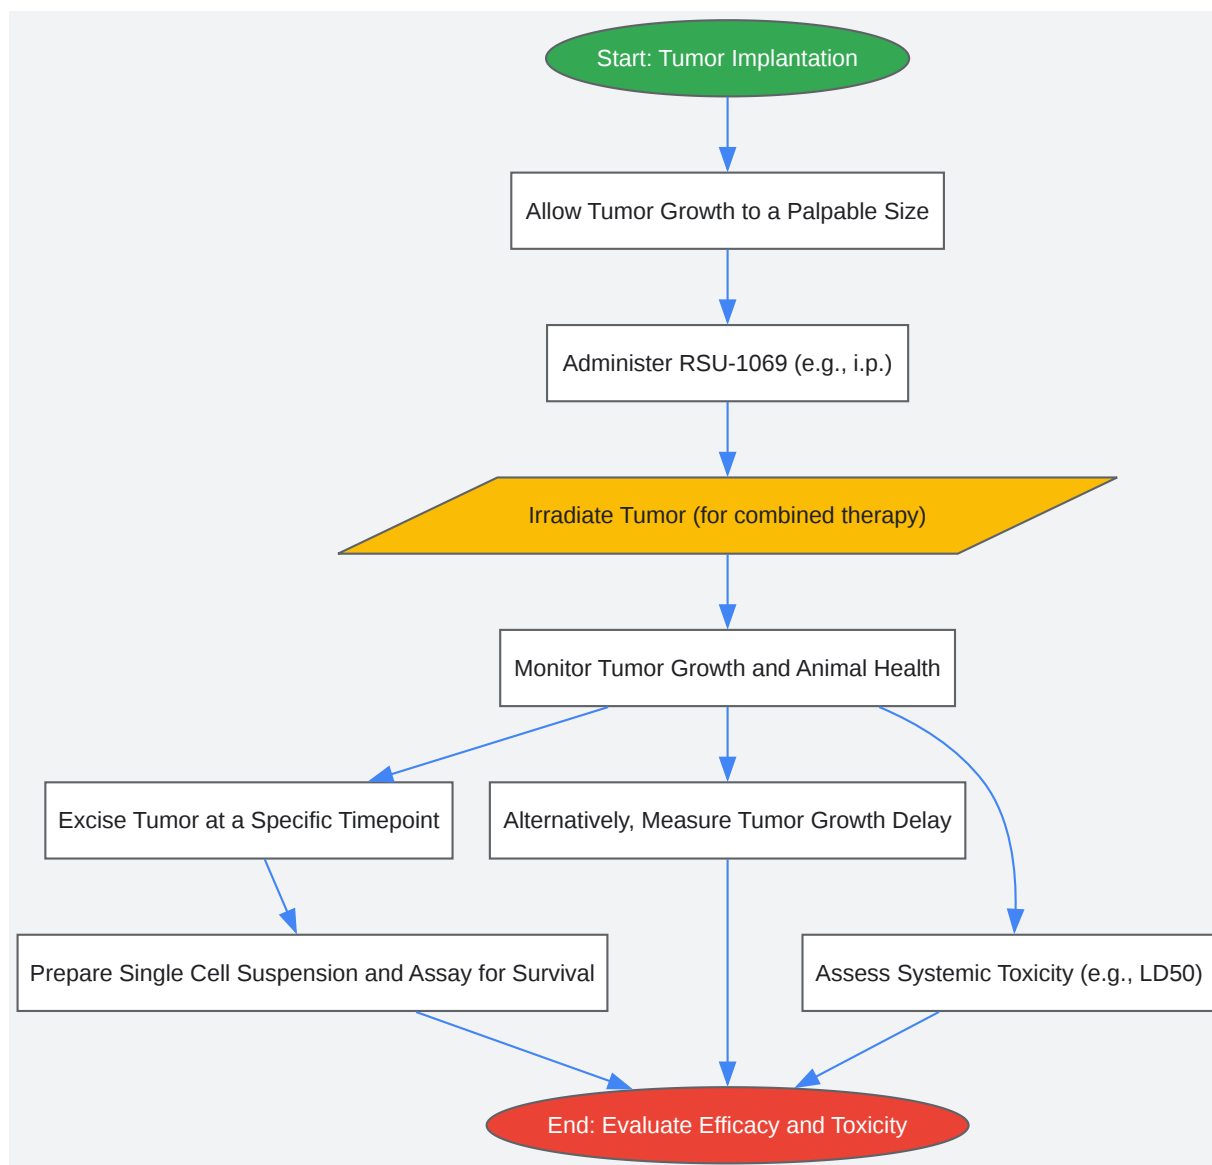 Start: Tumor Implantation
Allow Tumor Growth to a Palpable Size
Administer RSU-1069 (e.g., i.p.)
Irradiate Tumor (for combined therapy)
Monitor Tumor Growth and Animal Health
Excise Tumor at a Specific Timepoint
Alternatively, Measure Tumor Growth Delay
Prepare Single Cell Suspension and Assay for Survival
Assess Systemic Toxicity (e.g., LD50)
End: Evaluate Efficacy and Toxicity